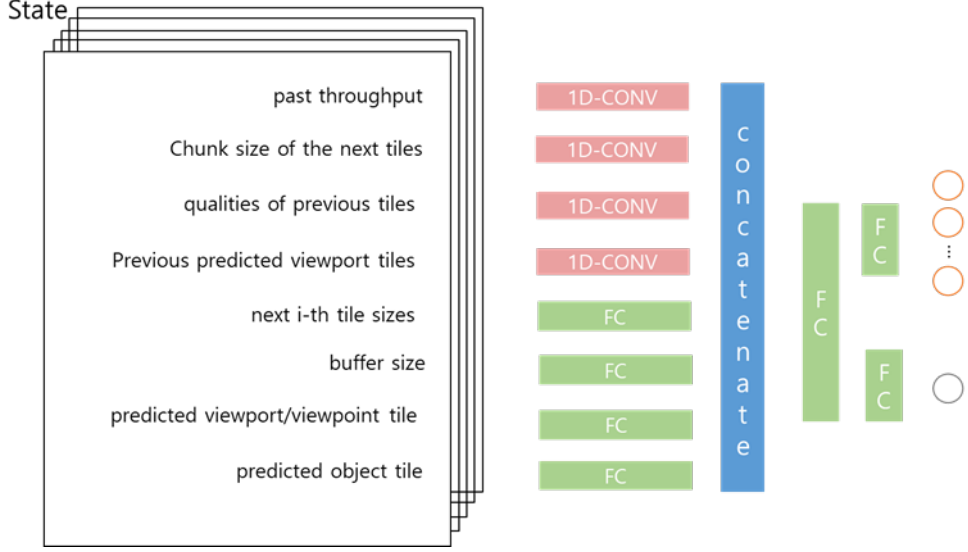 State
past throughput
1D-CONV
Chunk size of the next tiles
1D-CONV
qualities of previous tiles
1D-CONV
Previous predicted viewport tiles
1D-CONV
next i-th tile sizes
FC
buffer size
FC
predicted viewport/viewpoint tile
FC
predicted object tile
FC
concatenate
FC
FC
...
FC